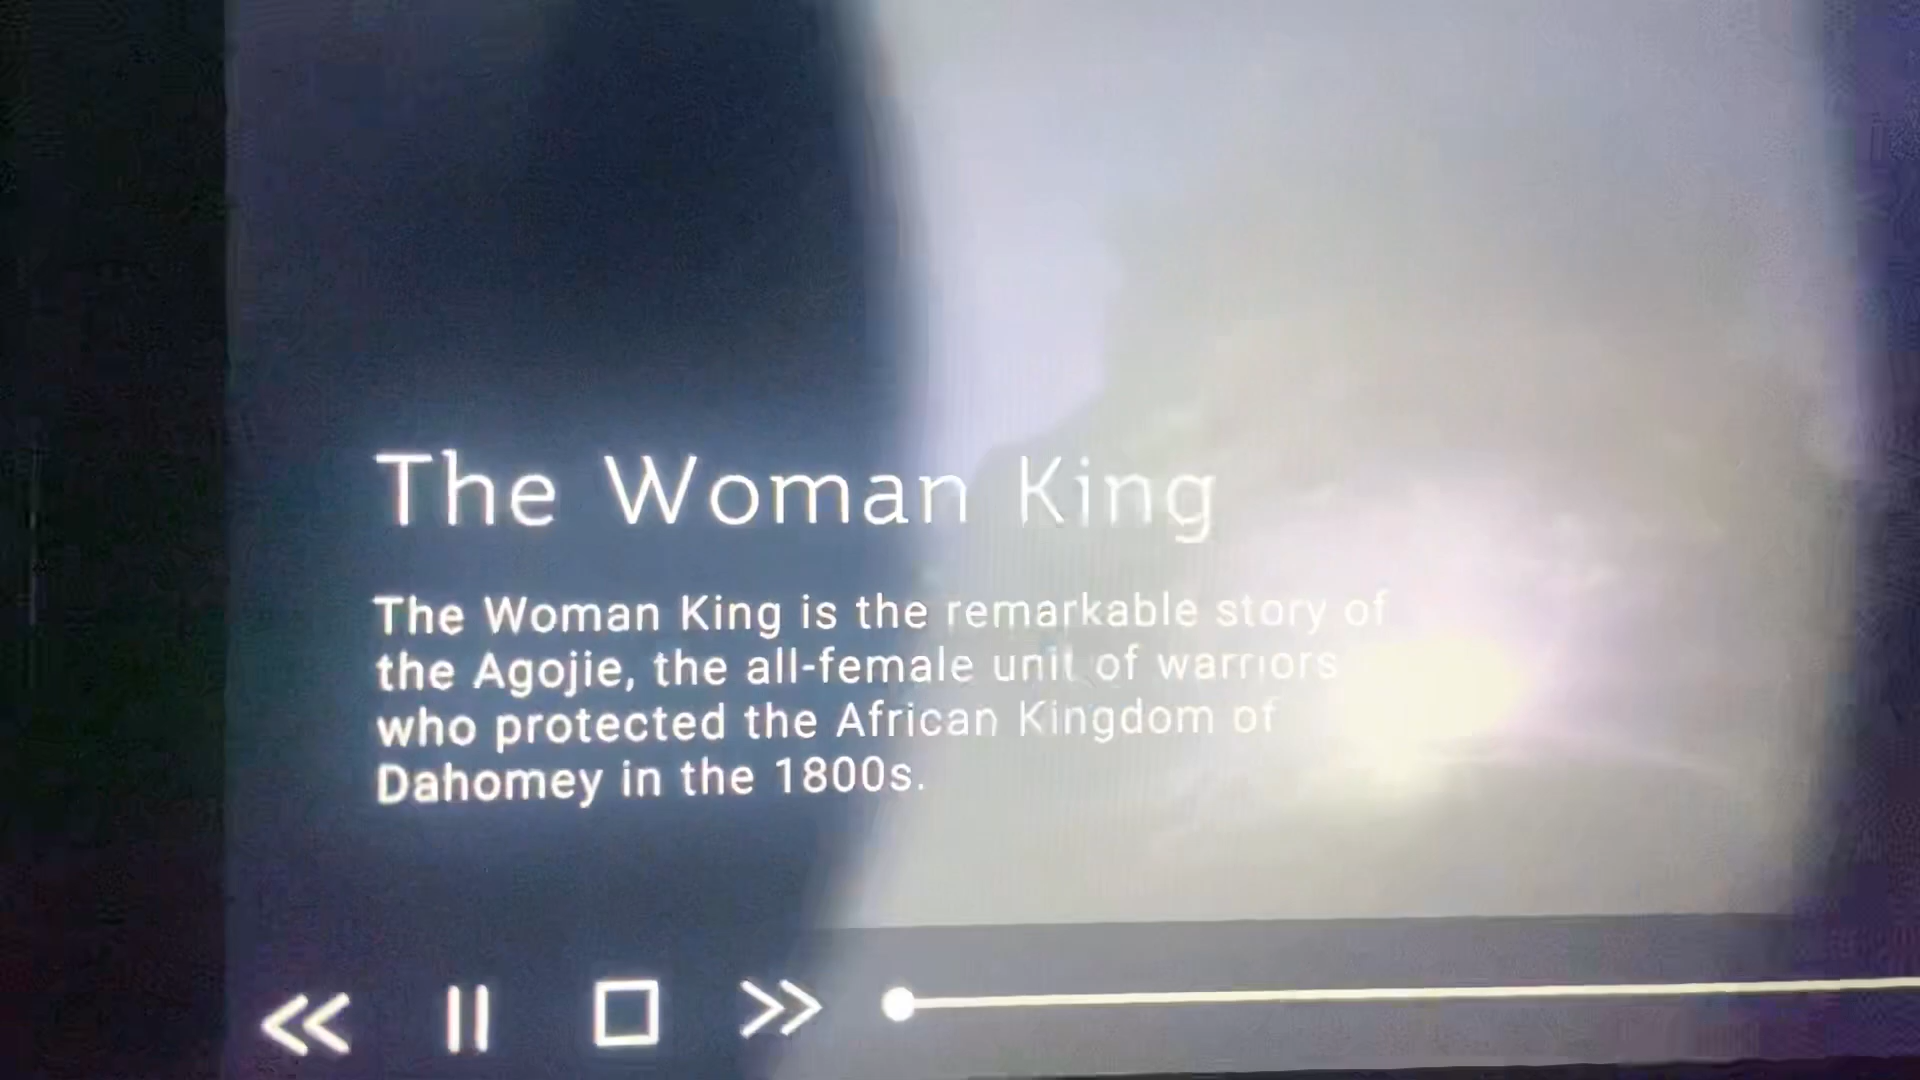 The Woman King
The Woman King is the remarkable story of
the Agojie, the all-female unit of warriors
who protected the African Kingdom of
Dahomey in the 1800s.